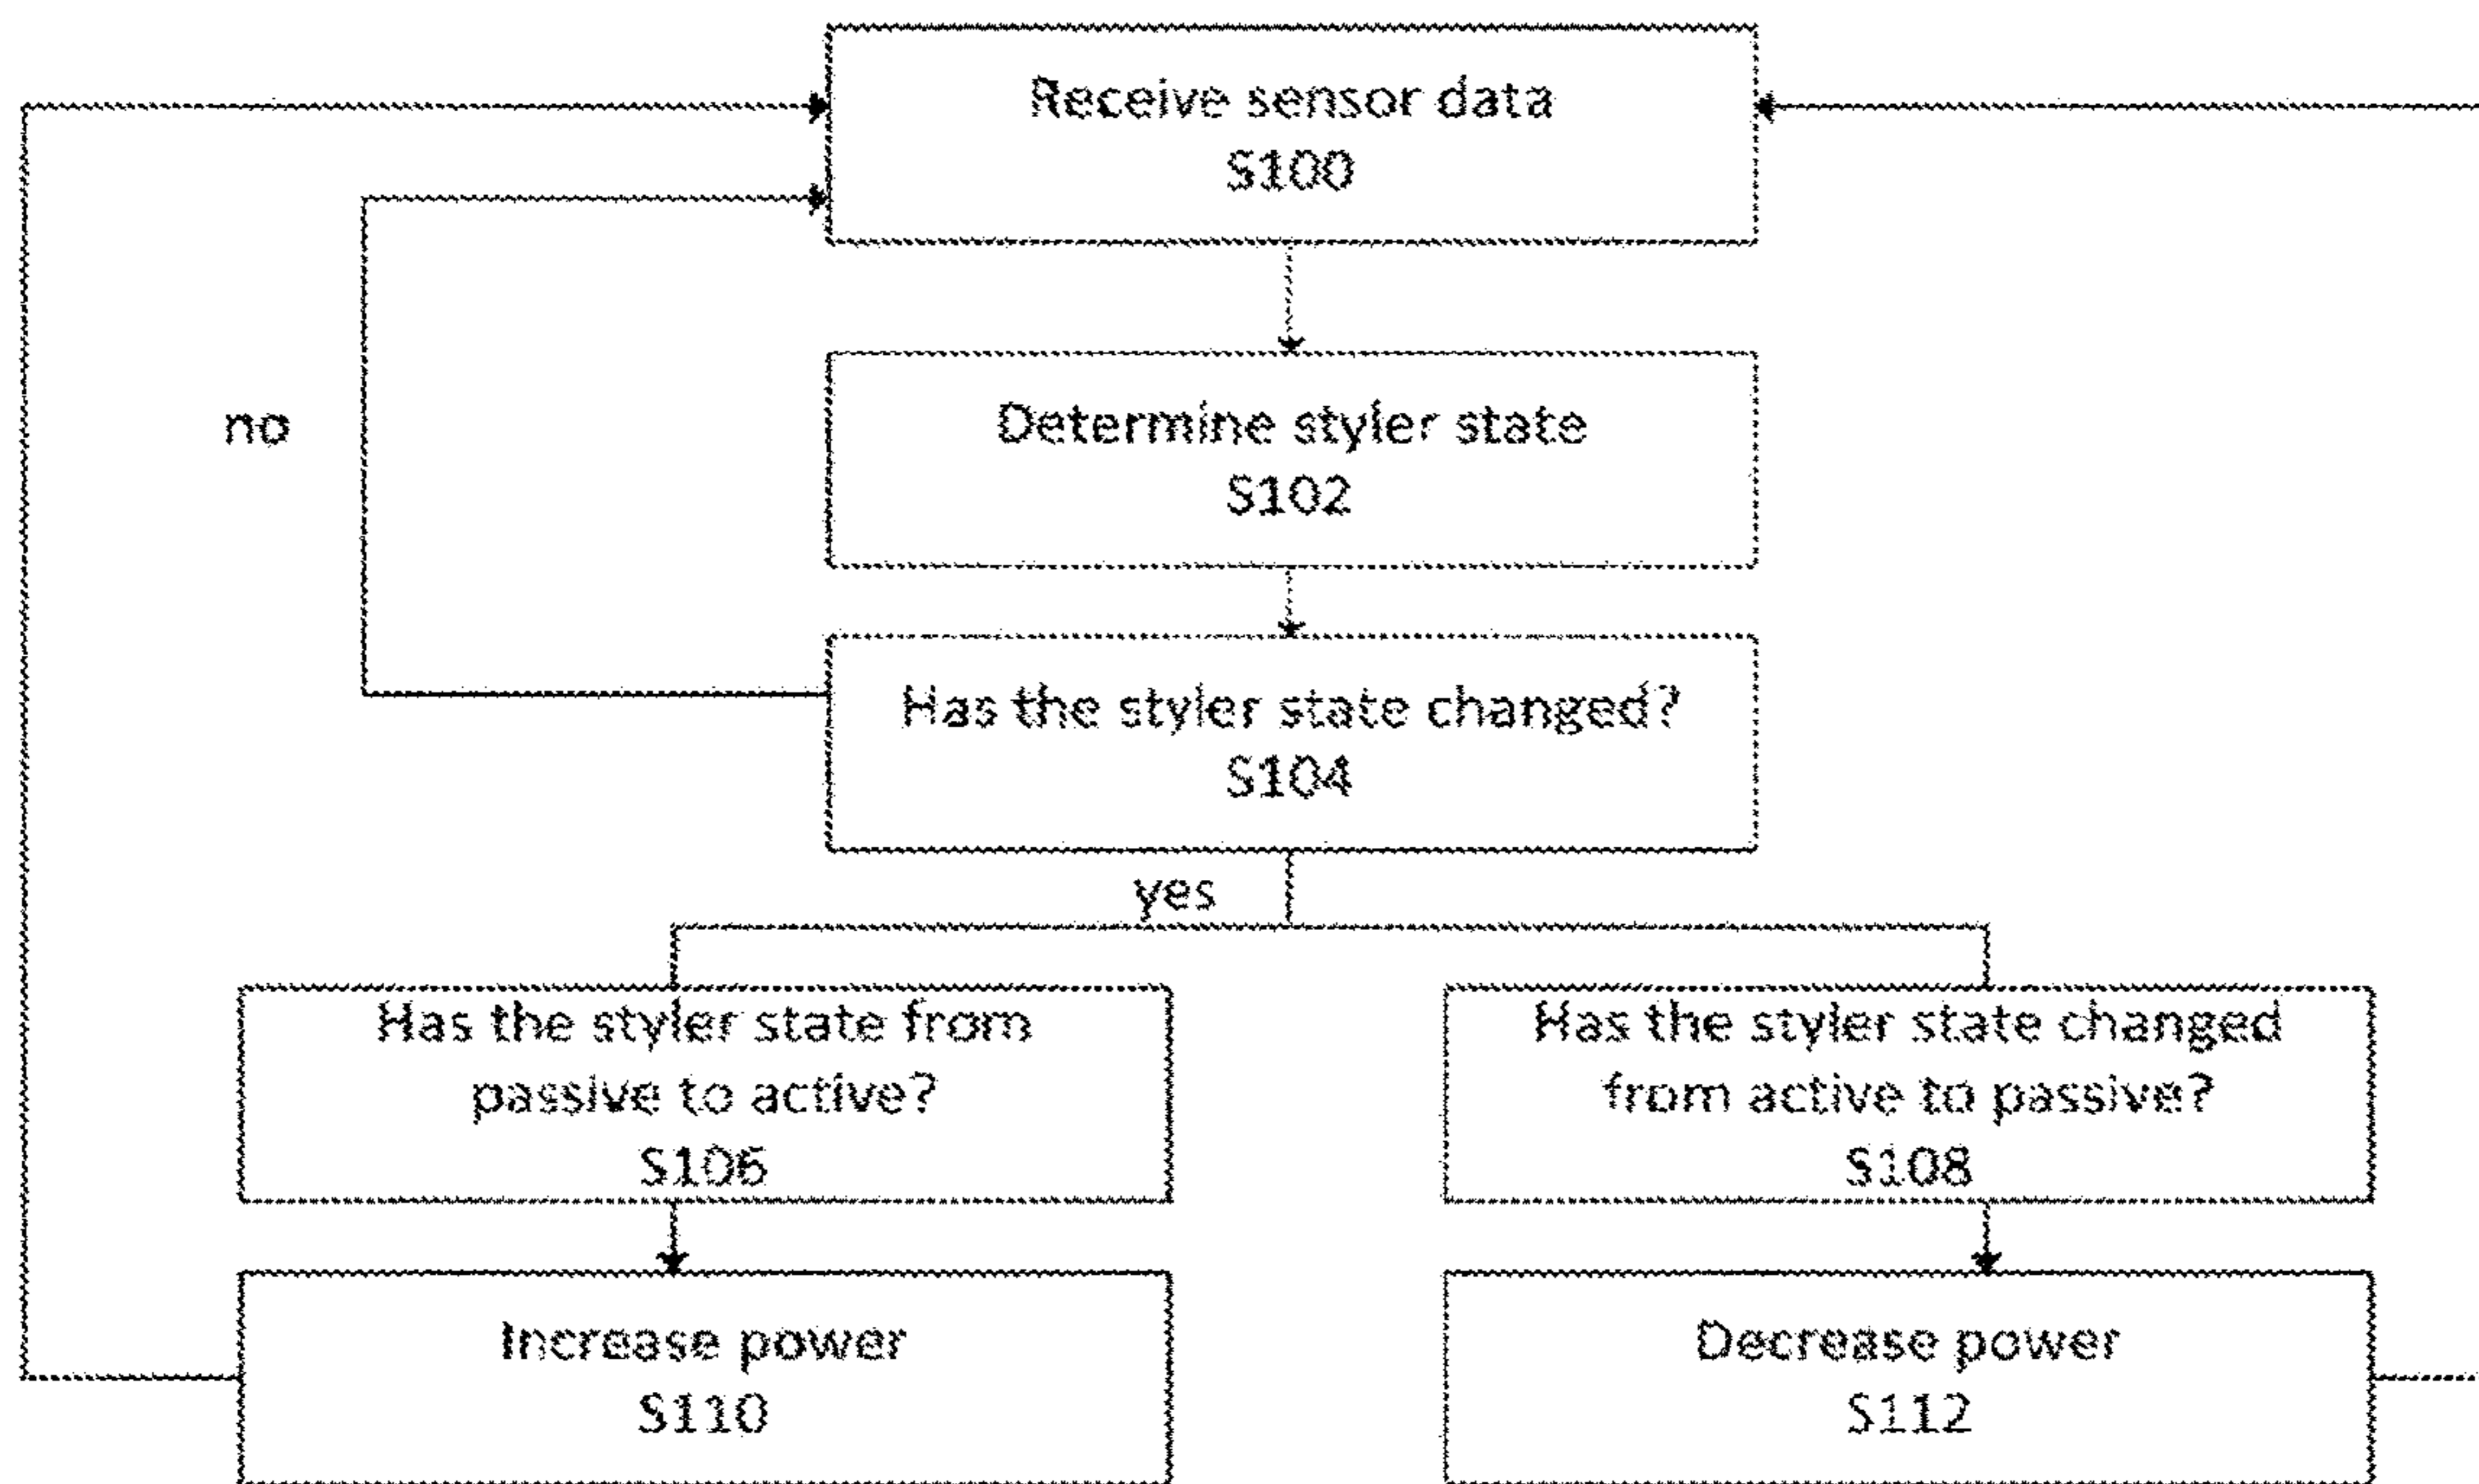 Receive sensor data
S100
no
Determine styler state
S102
Has the styler state changed?
S104
yes
Has the styler state from
passive to active?
S106
Has the styler state changed
from active to passive?
S108
Increase power
S110
Decrease power
S112